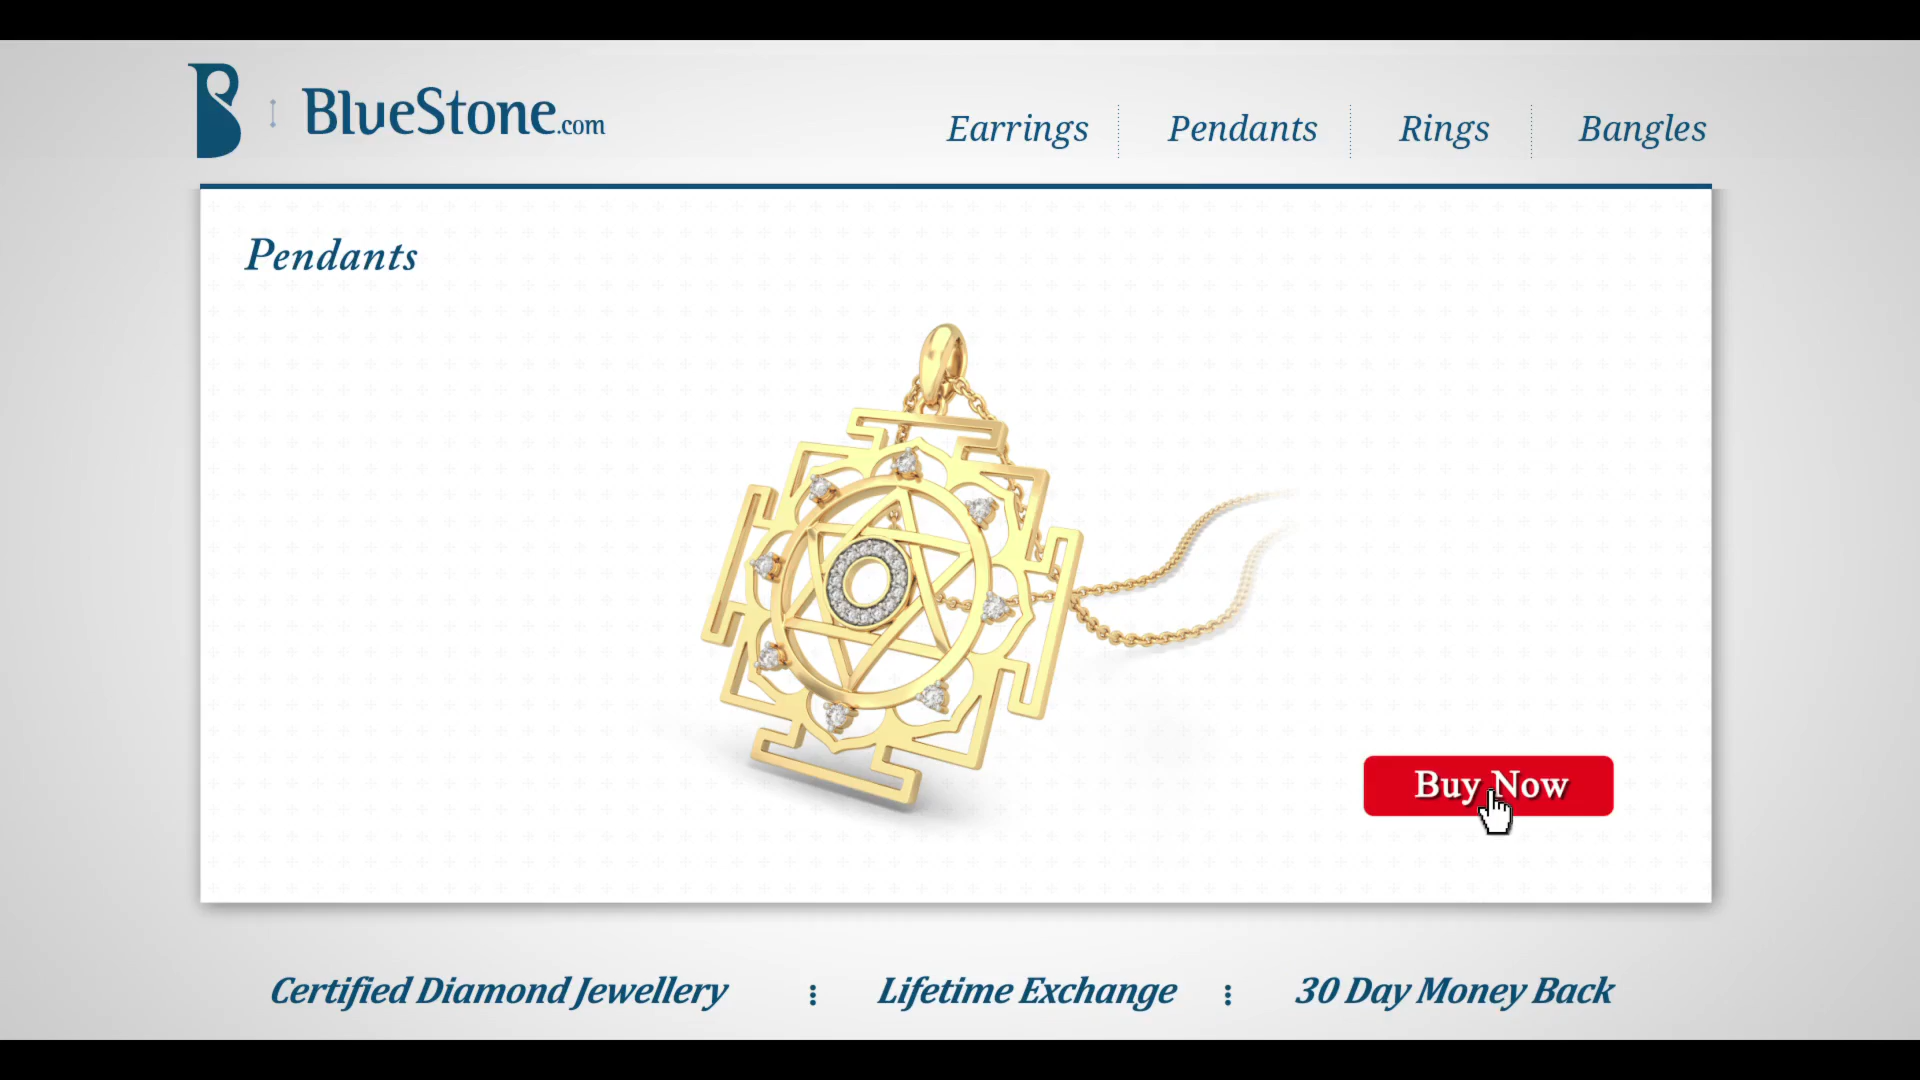 BlueStone.com
Earrings
Pendants
Rings
Bangles
Pendants
Buy Now
Certified Diamond Jewellery
Lifetime Exchange
30 Day Money Back